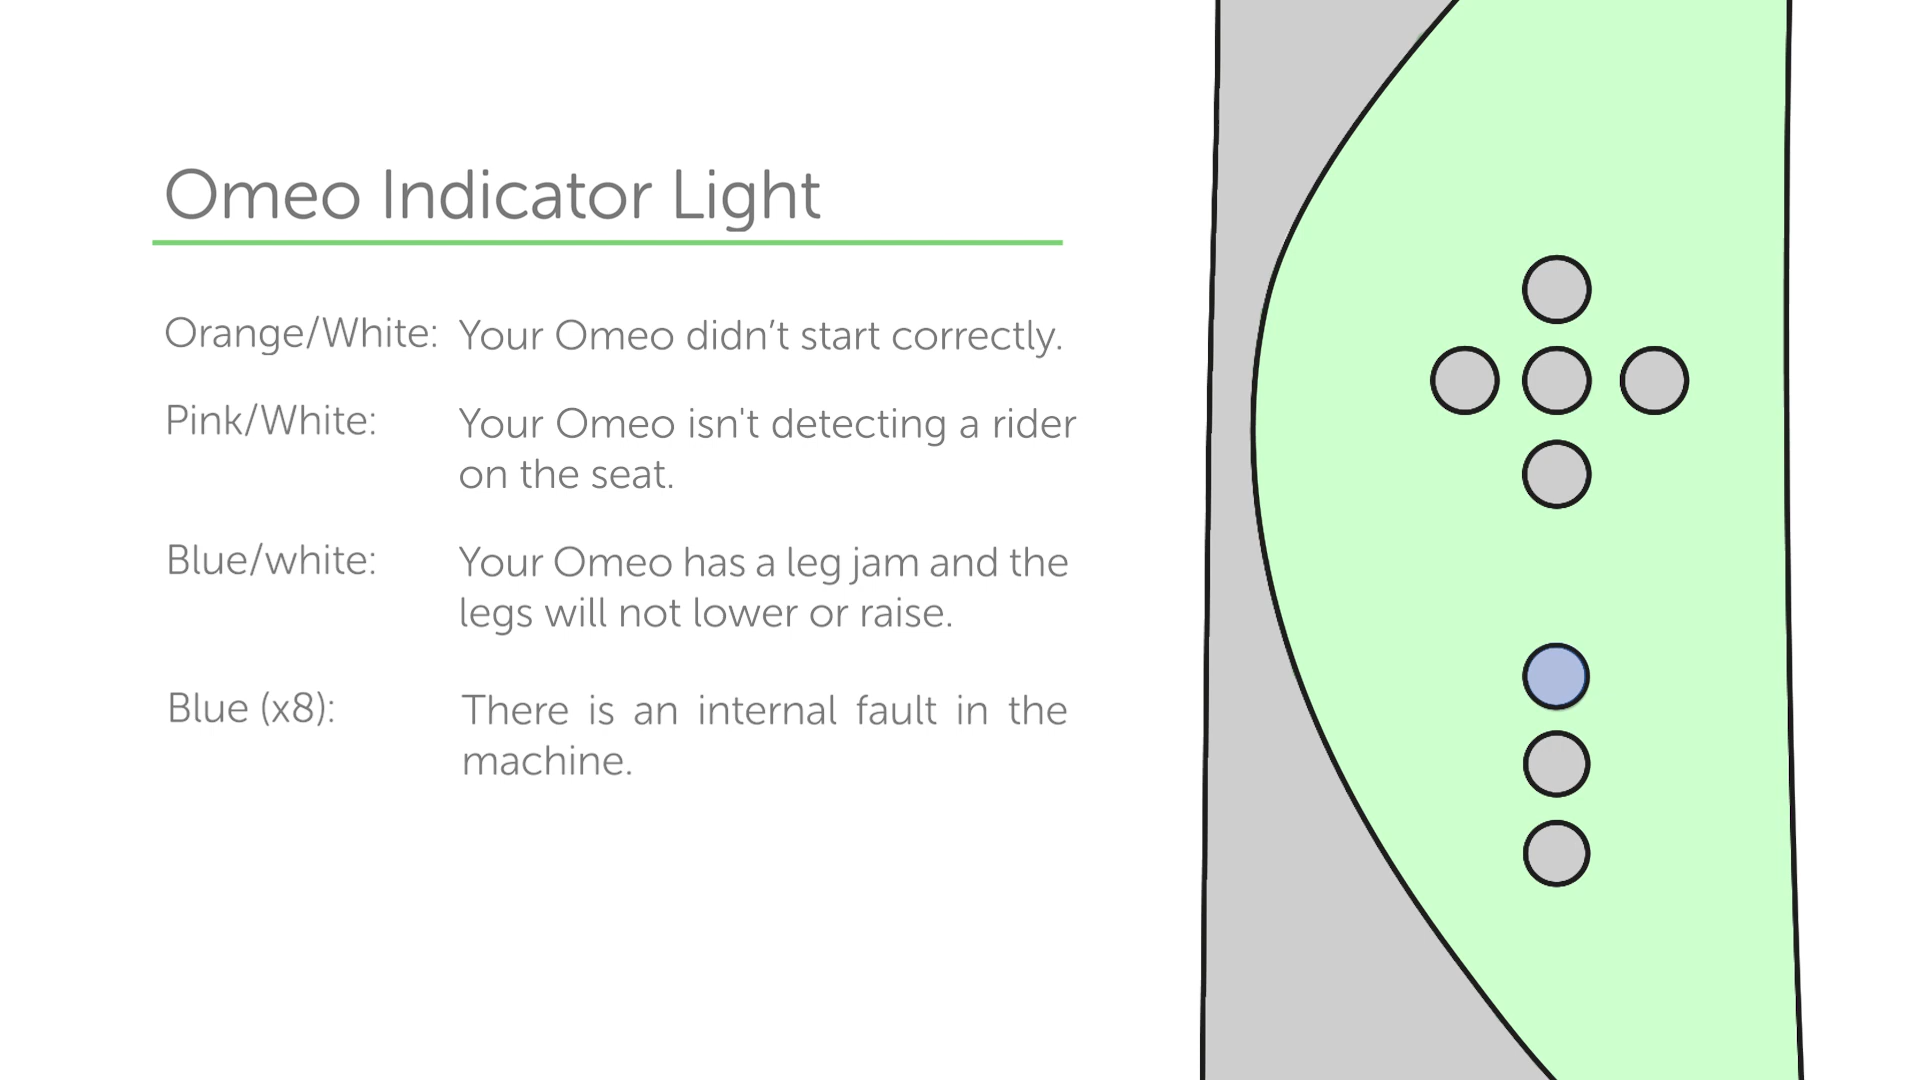 Omeo Indicator Light
Orange/White: Your Omeo didn’t start correctly.
Pink/White: Your Omeo isn't detecting a rider
on the seat.
Blue/white: Your Omeo has a leg jam and the
legs will not lower or raise.
Blue (x8): There is an internal fault in the
machine.